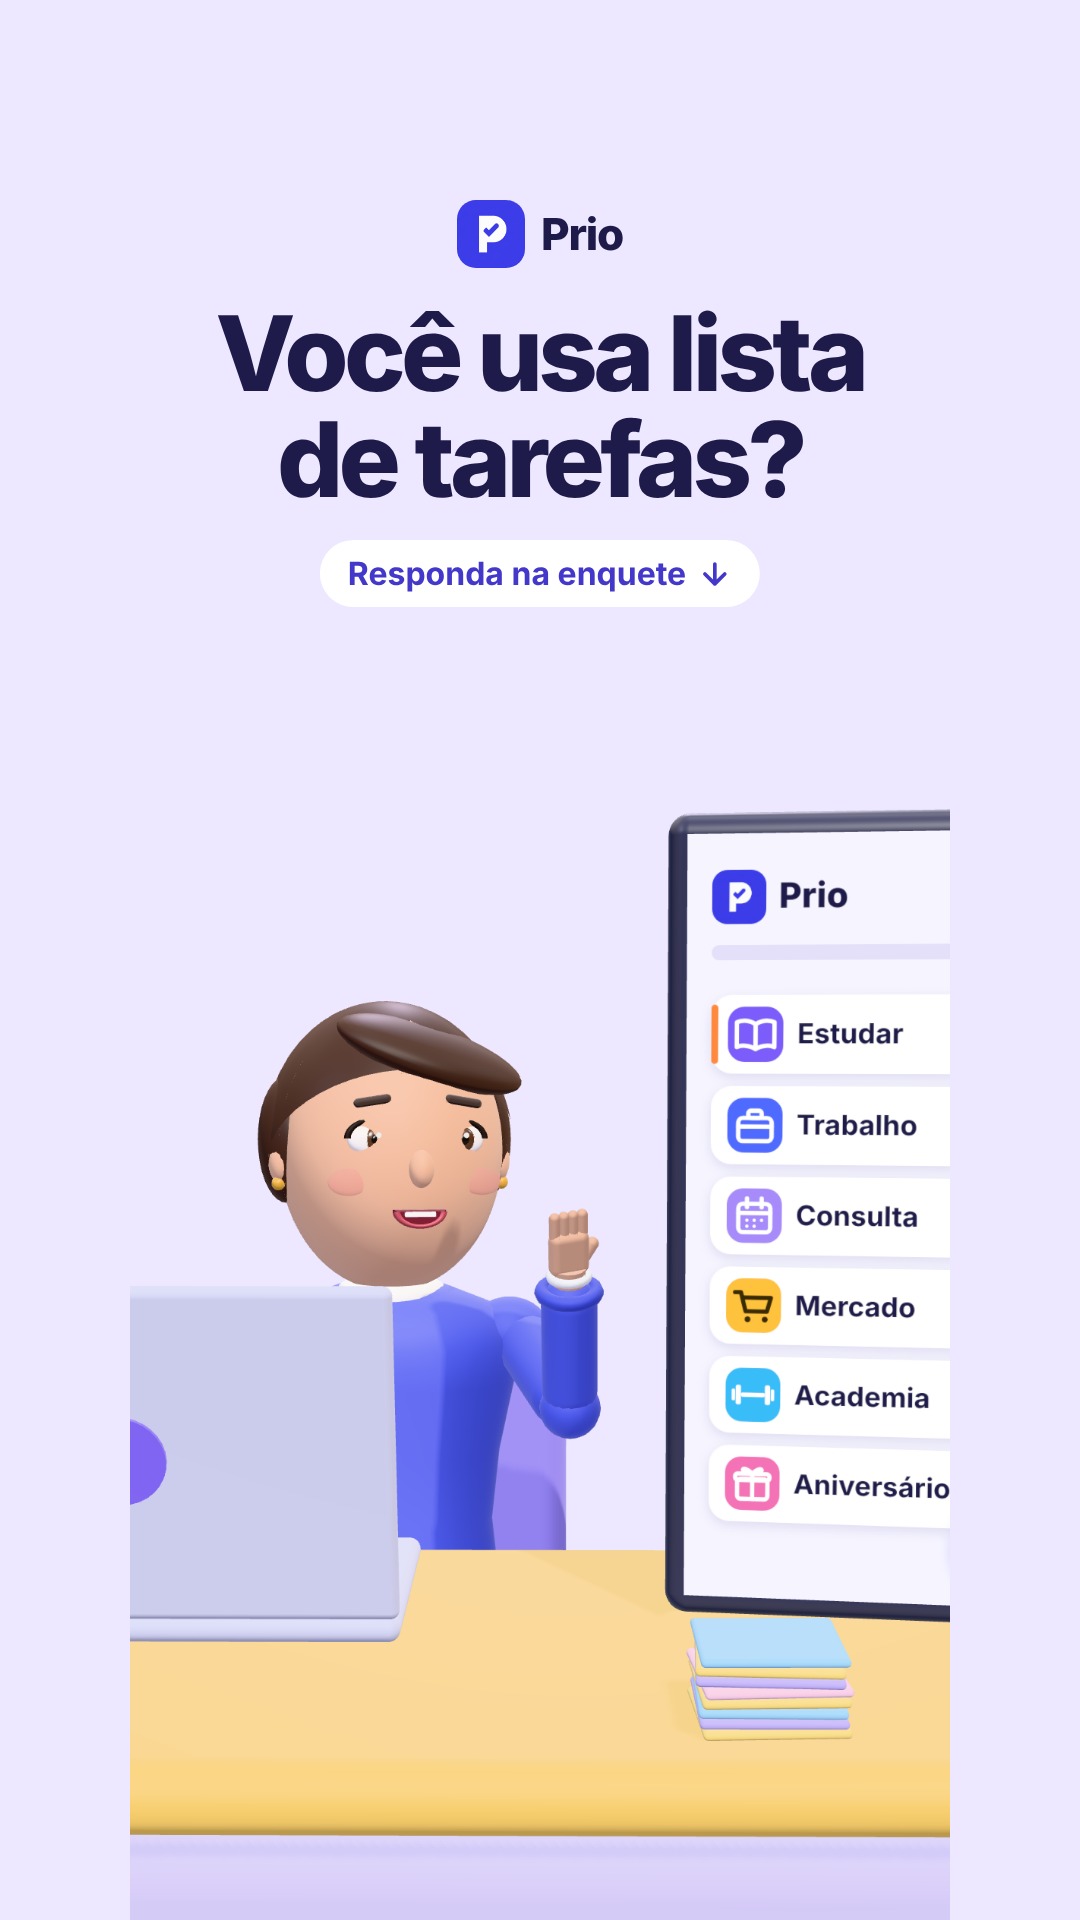 Prio
Você usa lista
de tarefas?
Responda na enquete ↓
Prio
Estudar
Trabalho
Consulta
Mercado
Academia
Aniversário